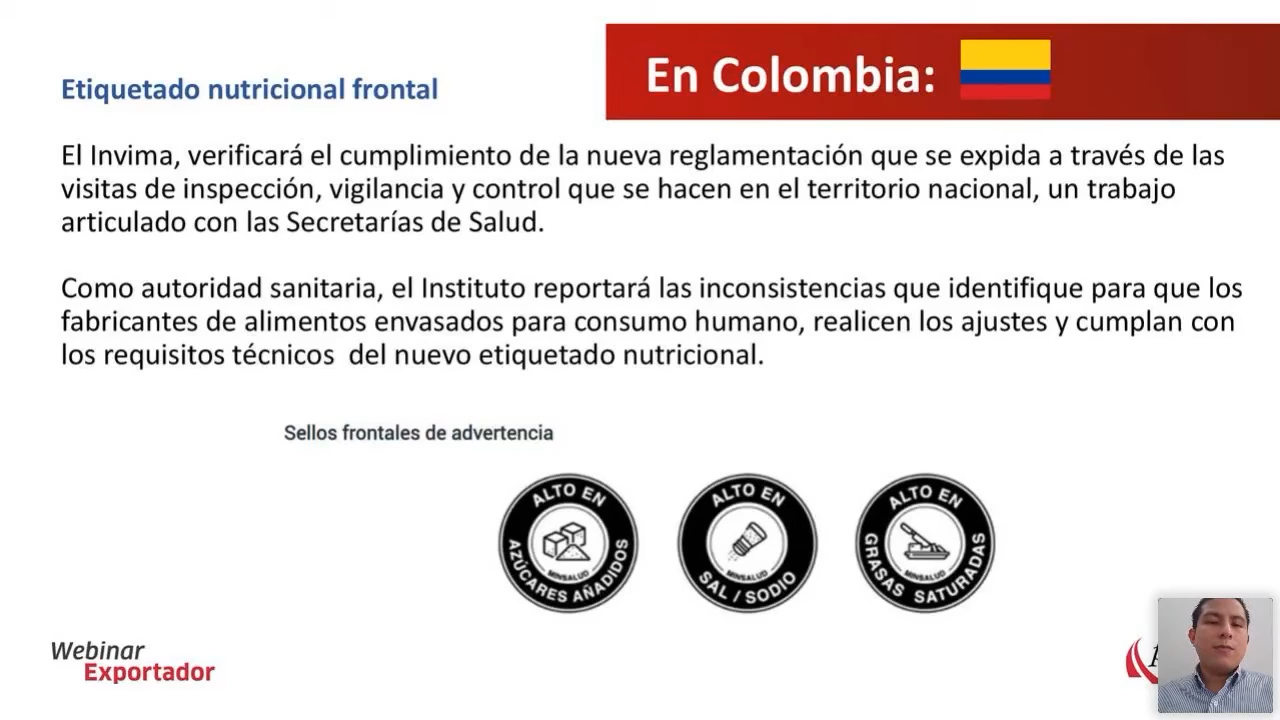 En Colombia:
Etiquetado nutricional frontal
El Invima, verificará el cumplimiento de la nueva reglamentación que se expida a través de las
visitas de inspección, vigilancia y control que se hacen en el territorio nacional, un trabajo
articulado con las Secretarías de Salud.
Como autoridad sanitaria, el Instituto reportará las inconsistencias que identifique para que los
fabricantes de alimentos envasados para consumo humano, realicen los ajustes y cumplan con
los requisitos técnicos  del nuevo etiquetado nutricional.
Sellos frontales de advertencia
ALTO EN
MINSALUD
AZÚCARES AÑADIDOS
ALTO EN
MINSALUD
SAL / SODIO
ALTO EN
MINSALUD
GRASAS SATURADAS
Webinar
Exportador